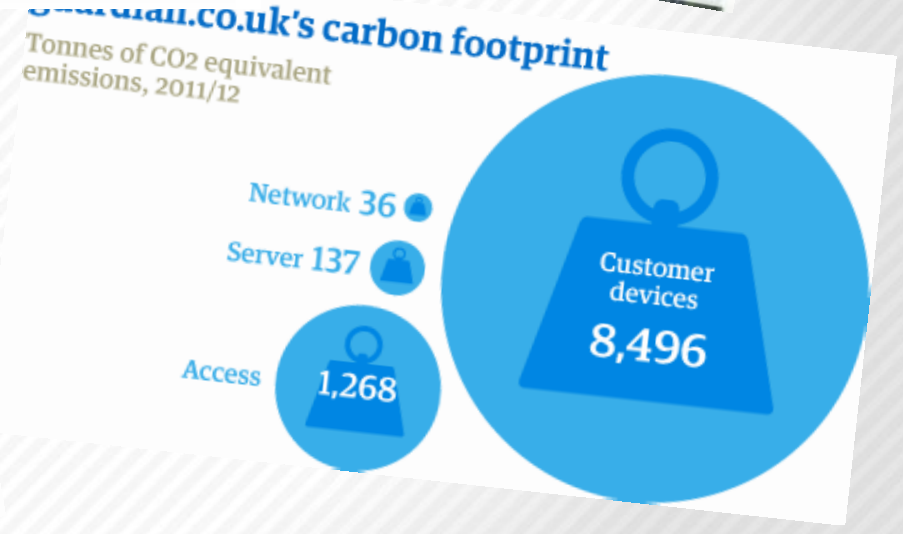 guardian.co.uk's carbon footprint
Tonnes of CO2 equivalent
emissions, 2011/12
Network 36
Server 137
Access 1,268
Customer
devices
8,496